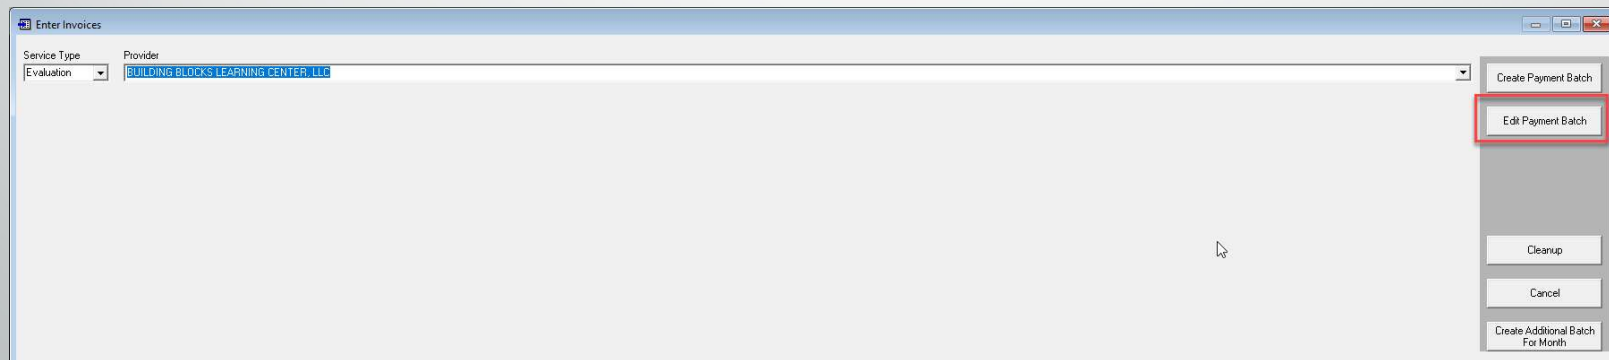 Enter Invoices
Service Type
Provider
Evaluation
BUILDING BLOCKS LEARNING CENTER, LLC
Create Payment Batch
Edit Payment Batch
Cleanup
Cancel
Create Additional Batch
For Month